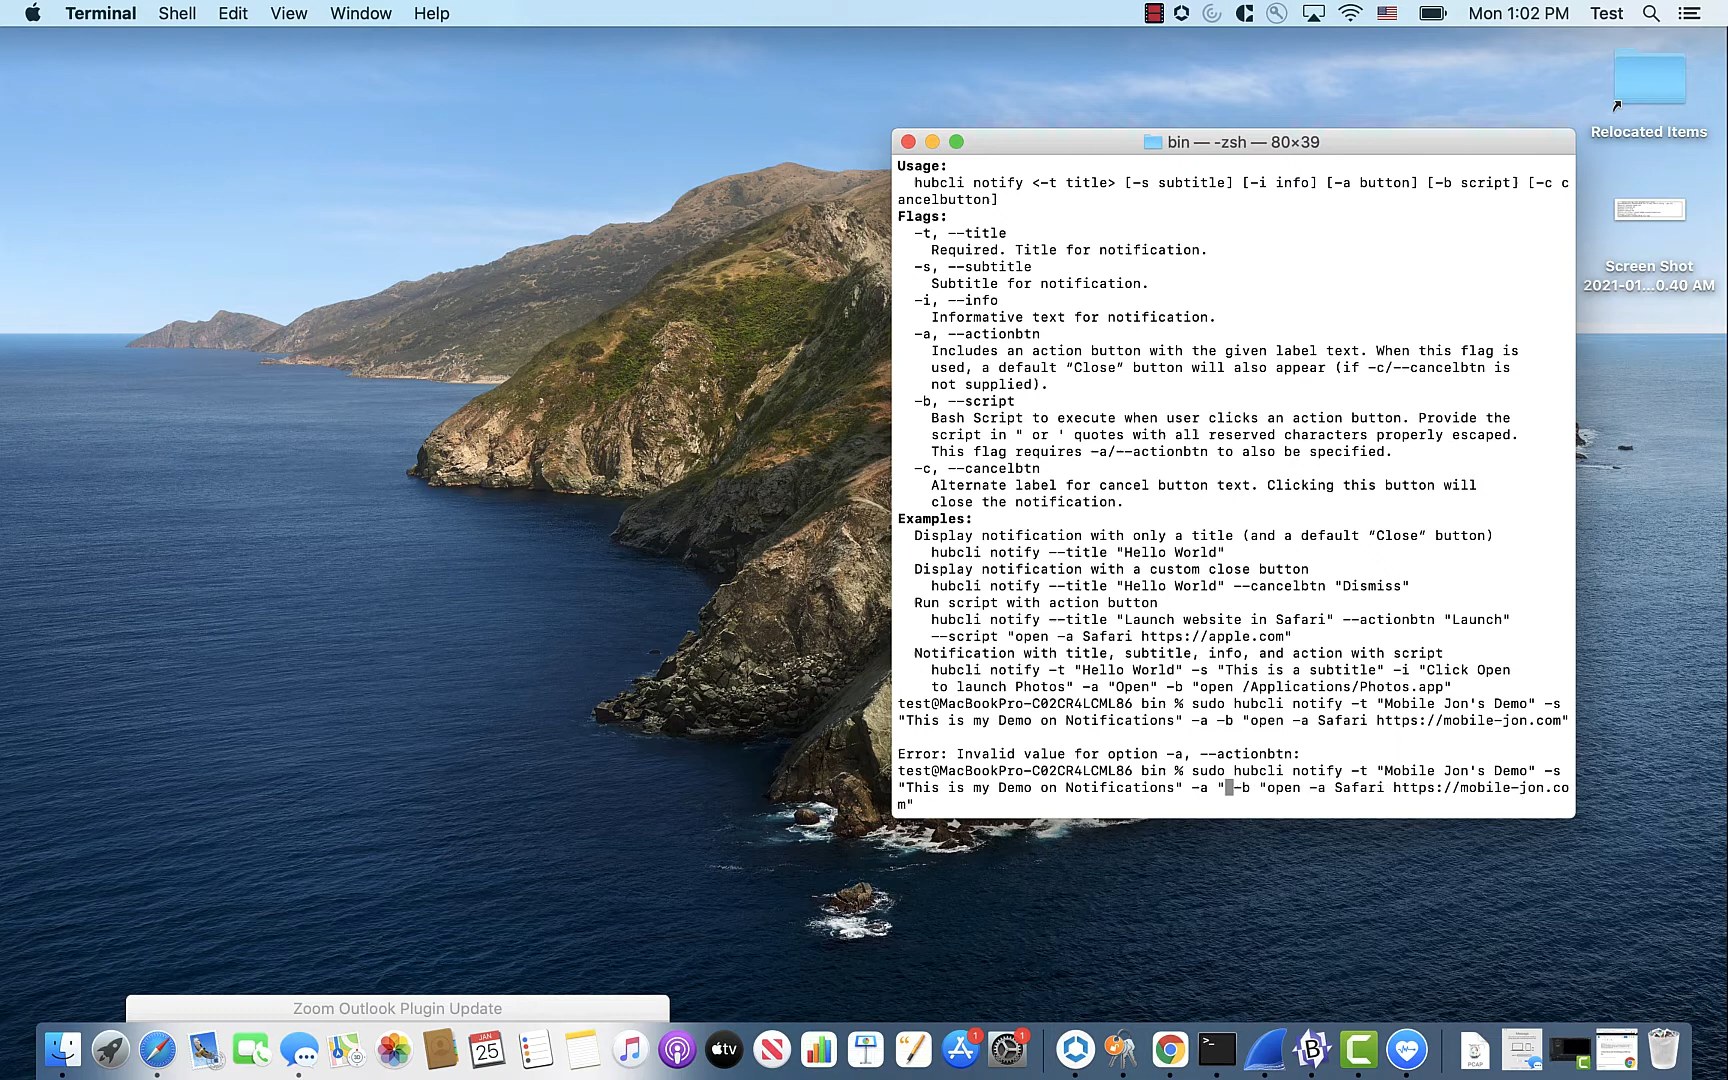 Terminal Shell Edit View Window Help
Mon 1:02 PM Test
Relocated Items
Screen Shot
2021-01...0.40 AM
bin — -zsh — 80×39
Usage:
hubcli notify <-t title> [-s subtitle] [-i info] [-a button] [-b script] [-c c
ancelbutton]
Flags:
-t, --title
Required. Title for notification.
-s, --subtitle
Subtitle for notification.
-i, --info
Informative text for notification.
-a, --actionbtn
Includes an action button with the given label text. When this flag is
used, a default “Close” button will also appear (if -c/--cancelbtn is
not supplied).
-b, --script
Bash Script to execute when user clicks an action button. Provide the
script in " or ' quotes with all reserved characters properly escaped.
This flag requires -a/--actionbtn to also be specified.
-c, --cancelbtn
Alternate label for cancel button text. Clicking this button will
close the notification.
Examples:
Display notification with only a title (and a default “Close” button)
hubcli notify --title "Hello World"
Display notification with a custom close button
hubcli notify --title "Hello World" --cancelbtn "Dismiss"
Run script with action button
hubcli notify --title "Launch website in Safari" --actionbtn "Launch"
--script "open -a Safari https://apple.com"
Notification with title, subtitle, info, and action with script
hubcli notify -t "Hello World" -s "This is a subtitle" -i "Click Open
to launch Photos" -a "Open" -b "open /Applications/Photos.app"
test@MacBookPro-C02CR4LCML86 bin % sudo hubcli notify -t "Mobile Jon's Demo" -s
"This is my Demo on Notifications" -a -b "open -a Safari https://mobile-jon.com"
Error: Invalid value for option -a, --actionbtn:
test@MacBookPro-C02CR4LCML86 bin % sudo hubcli notify -t "Mobile Jon's Demo" -s
"This is my Demo on Notifications" -a " -b "open -a Safari https://mobile-jon.co
m"
Zoom Outlook Plugin Update
JAN
25
3D
tv
1
1
>_
B
C
PCAP